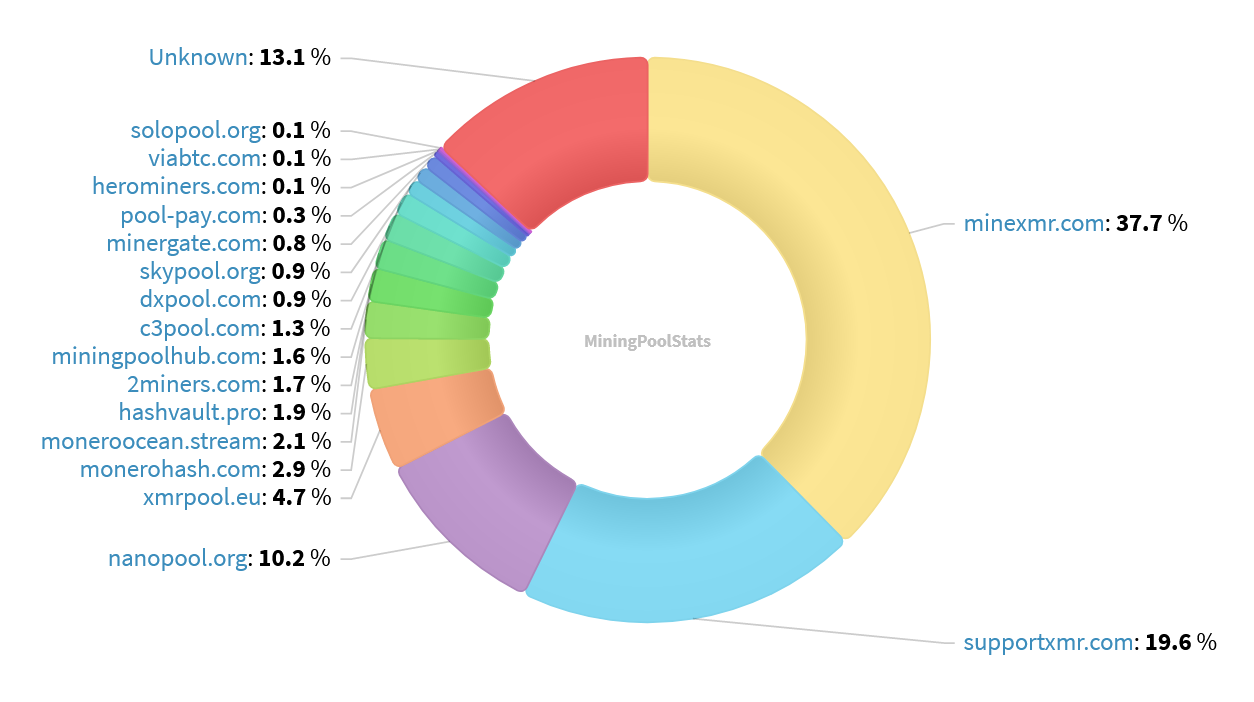 Unknown: 13.1 %
solopool.org: 0.1 %
viabtc.com: 0.1 %
herominers.com: 0.1 %
pool-pay.com: 0.3 %
minergate.com: 0.8 %
skypool.org: 0.9 %
dxpool.com: 0.9 %
c3pool.com: 1.3 %
miningpoolhub.com: 1.6 %
2miners.com: 1.7 %
hashvault.pro: 1.9 %
moneroocean.stream: 2.1 %
monerohash.com: 2.9 %
xmrpool.eu: 4.7 %
nanopool.org: 10.2 %
MiningPoolStats
minexmr.com: 37.7 %
supportxmr.com: 19.6 %